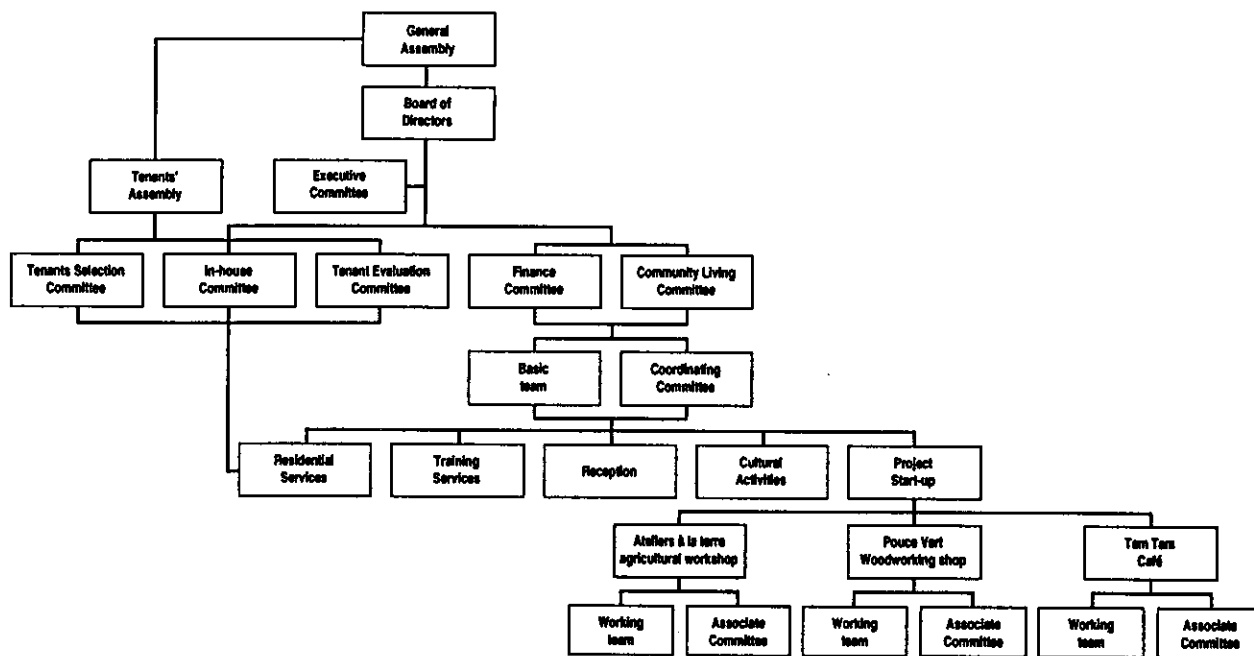 General
Assembly
Board of
Directors
Tenents'
Assembly
Executive
Committee
Tenants Selection
Committee
In-house
Committee
Tenant Evaluation
Committee
Finance
Committee
Community Living
Committee
Basic
team
Coordinating
Committee
Residential
Services
Training
Services
Reception
Cultural
Activities
Project
Start-up
Ateliers à la terre
agricultural workshop
Pouce Vert
Woodworking shop
Tam Tam
Café
Working
team
Associate
Committee
Working
team
Associate
Committee
Working
team
Associate
Committee